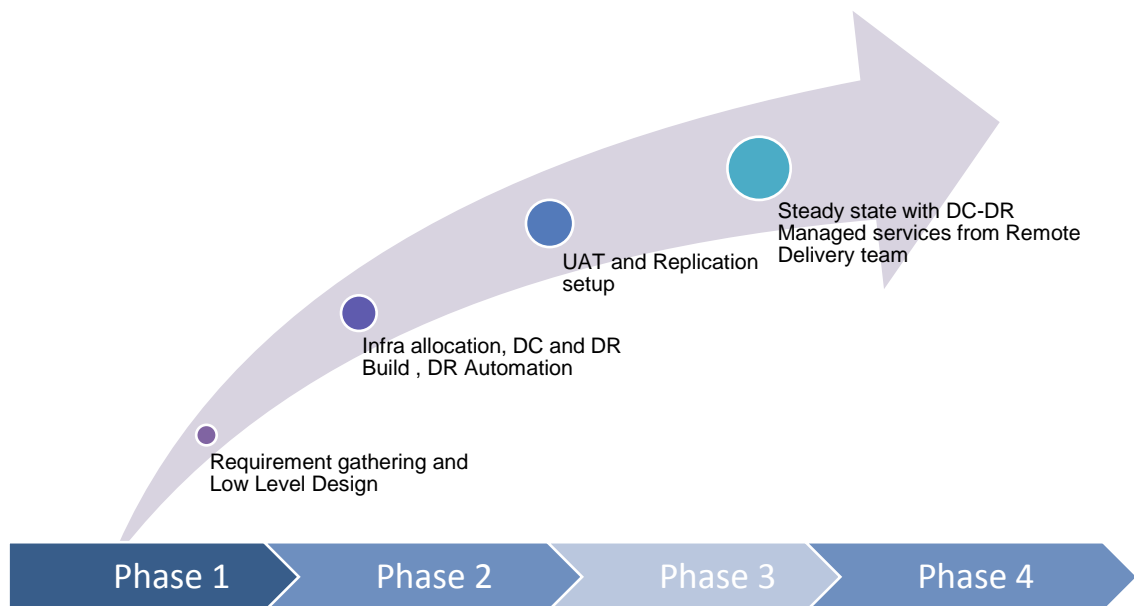 Steady state with DC-DR
Managed services from Remote
Delivery team
UAT and Replication
setup
Infra allocation, DC and DR
Build , DR Automation
Requirement gathering and
Low Level Design
Phase 1
Phase 2
Phase 3
Phase 4